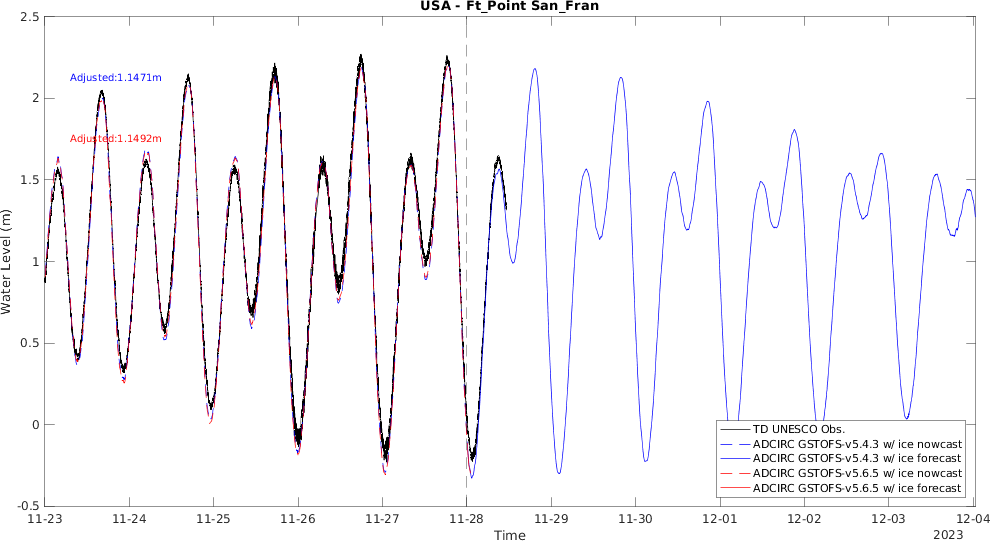 USA - Ft_Point San_Fran
2.5
2
1.5
1
0.5
0
-0.5
Water Level (m)
Adjusted:1.1471m
Adjusted:1.1492m
TD UNESCO Obs.
ADCIRC GSTOFS-v5.4.3 w/ ice nowcast
ADCIRC GSTOFS-v5.4.3 w/ ice forecast
ADCIRC GSTOFS-v5.6.5 w/ ice nowcast
ADCIRC GSTOFS-v5.6.5 w/ ice forecast
11-23 11-24 11-25 11-26 11-27 11-28 11-29 11-30 12-01 12-02 12-03 12-04
Time
2023